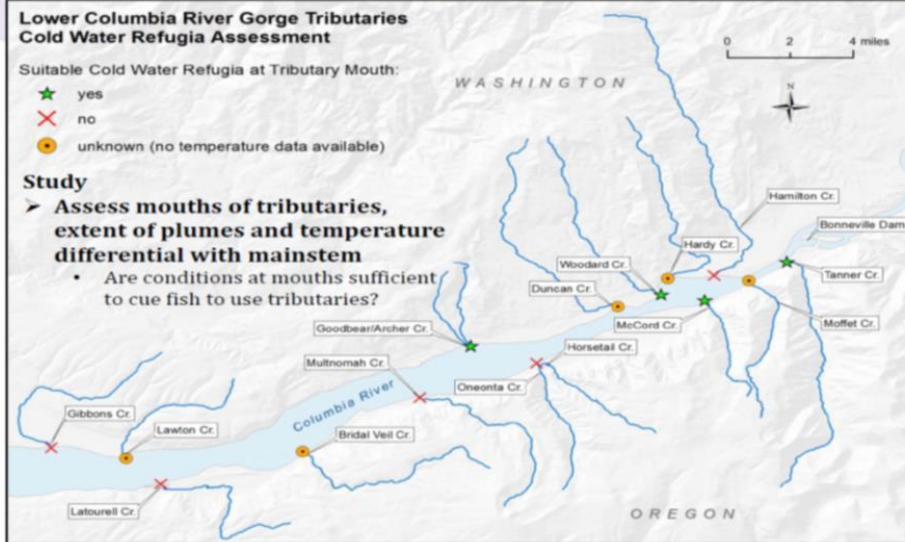 Lower Columbia River Gorge Tributaries
Cold Water Refugia Assessment
0 2 4 miles
Suitable Cold Water Refugia at Tributary Mouth:
WASHINGTON
yes
N
no
unknown (no temperature data available)
Study
➤ Assess mouths of tributaries,
extent of plumes and temperature
differential with mainstem
• Are conditions at mouths sufficient
to cue fish to use tributaries?
Hamilton Cr.
Bonneville Dam
Hardy Cr.
Woodard Cr.
Tanner Cr.
Duncan Cr.
McCord Cr.
Moffet Cr.
Goodbear/Archer Cr.
Horsetail Cr.
Multnomah Cr.
Oneonta Cr.
Columbia River
Gibbons Cr.
Lawton Cr.
Bridal Veil Cr.
Latourell Cr.
OREGON